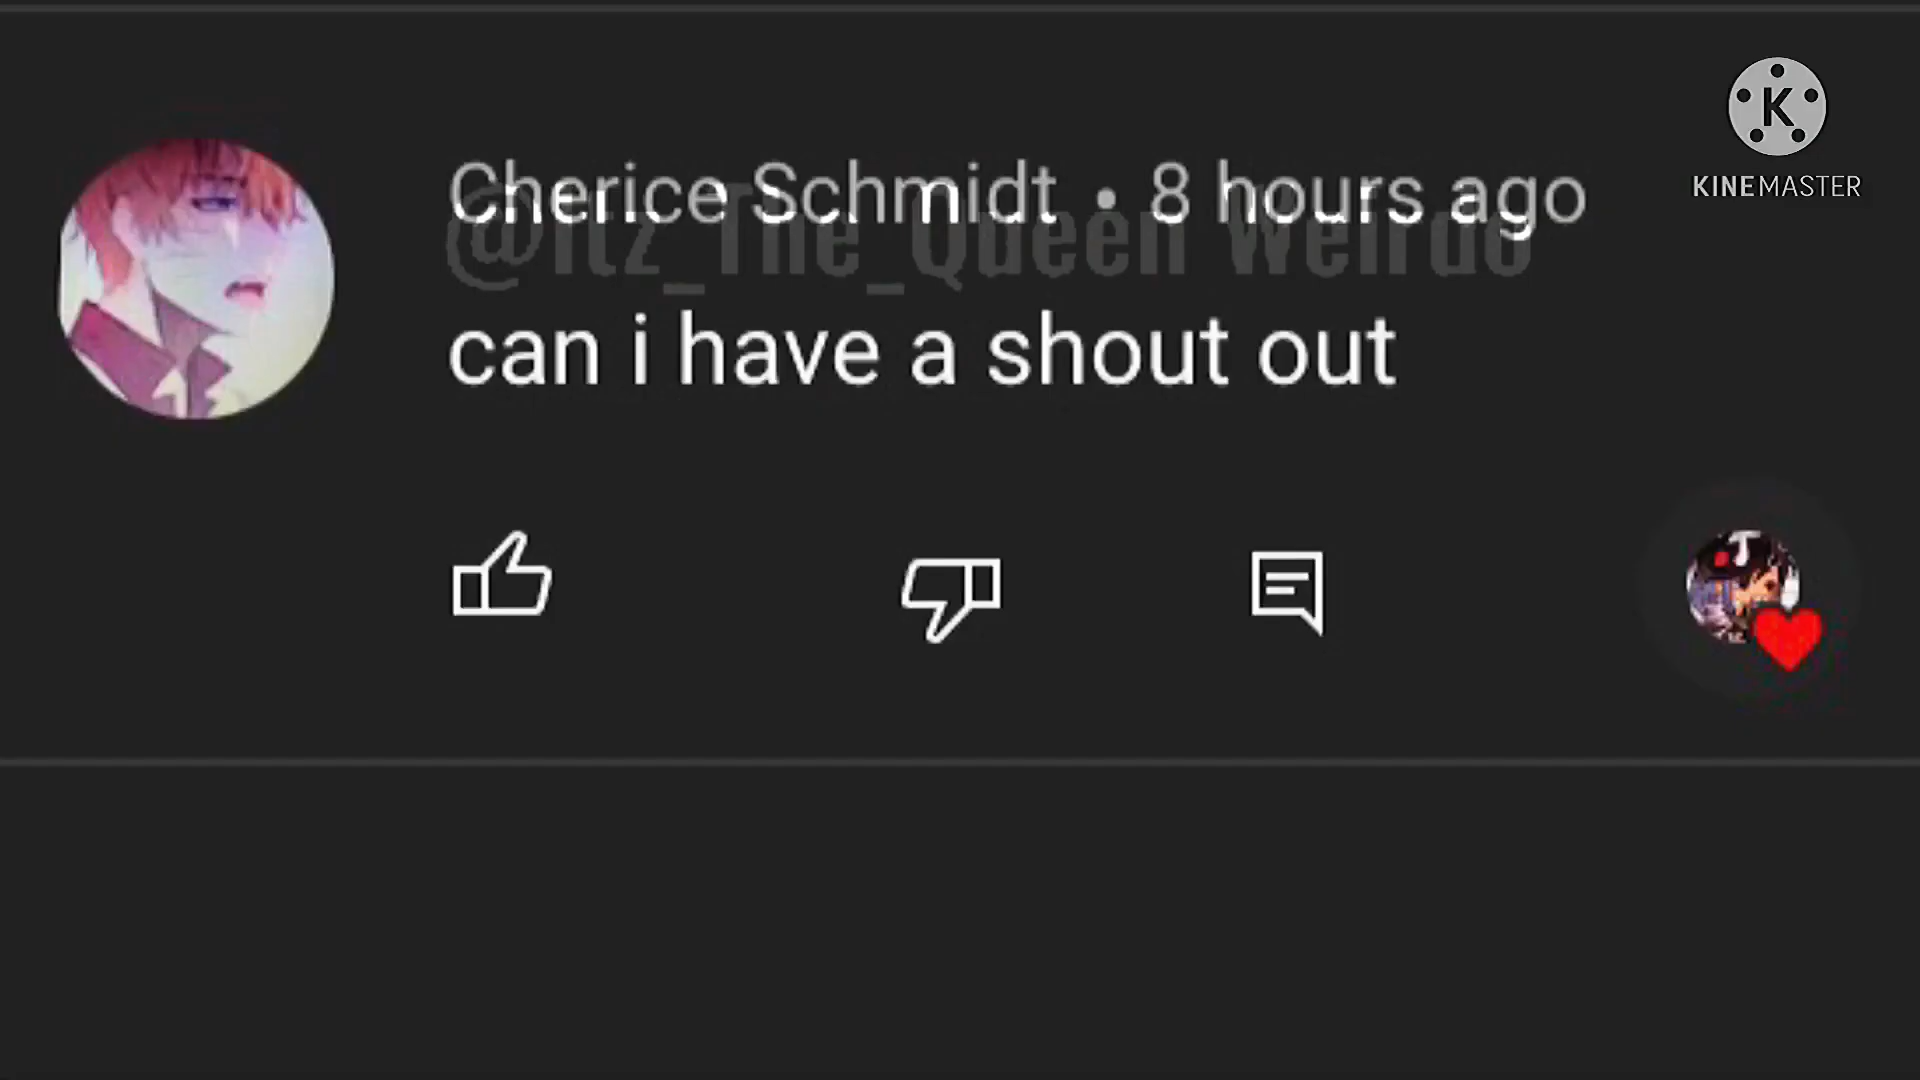 Cherice Schmidt • 8 hours ago
@Itz_The_Queen Weirdo
can i have a shout out
K
KINEMASTER